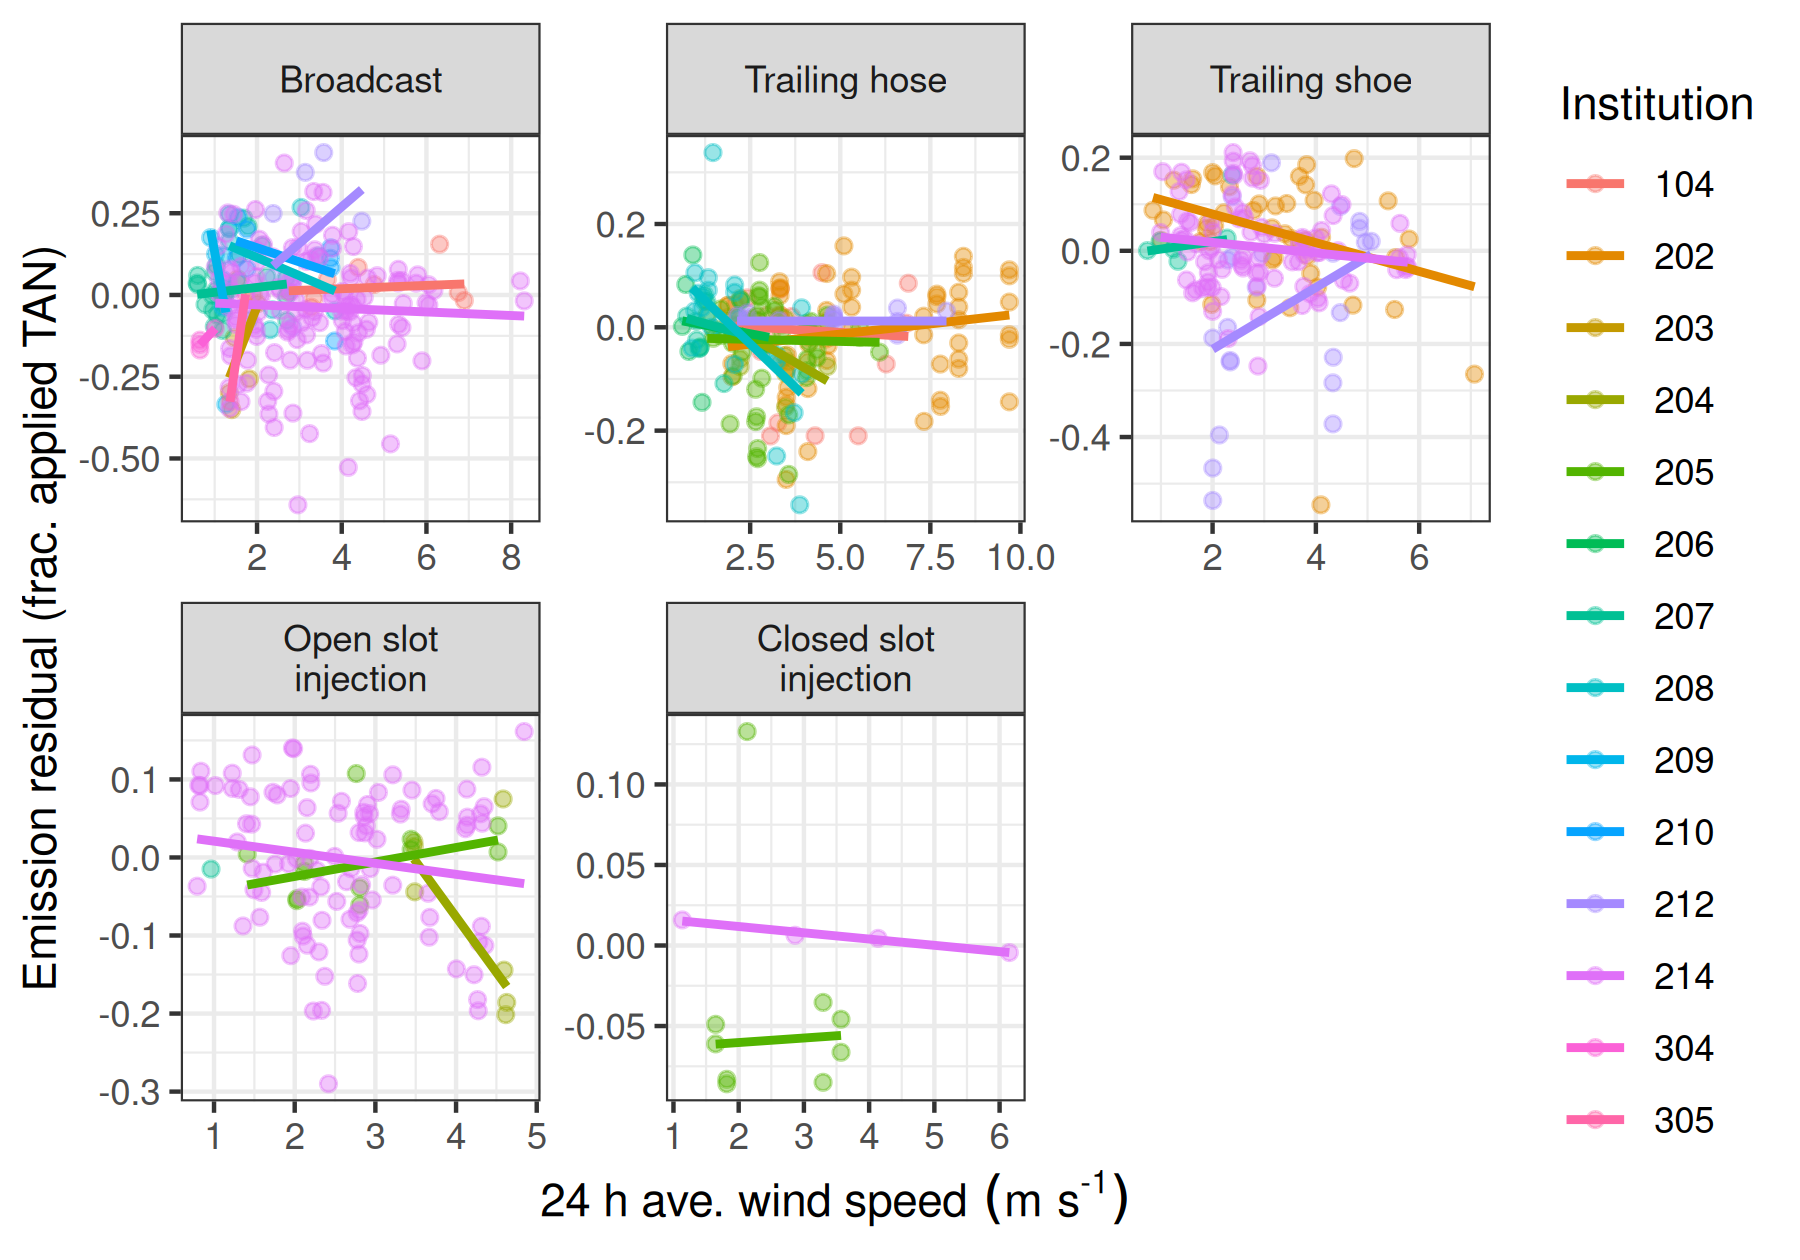 Broadcast
Trailing hose
Trailing shoe
0.25
0.00
-0.25
-0.50
2 4 6 8
0.2
0.0
-0.2
2.5 5.0 7.5 10.0
0.2
0.0
-0.2
-0.4
2 4 6
Open slot
injection
Closed slot
injection
0.1
0.0
-0.1
-0.2
-0.3
1 2 3 4 5
0.10
0.05
0.00
-0.05
1 2 3 4 5 6
Emission residual (frac. applied TAN)
24 h ave. wind speed (m s-1)
Institution
104
202
203
204
205
206
207
208
209
210
212
214
304
305